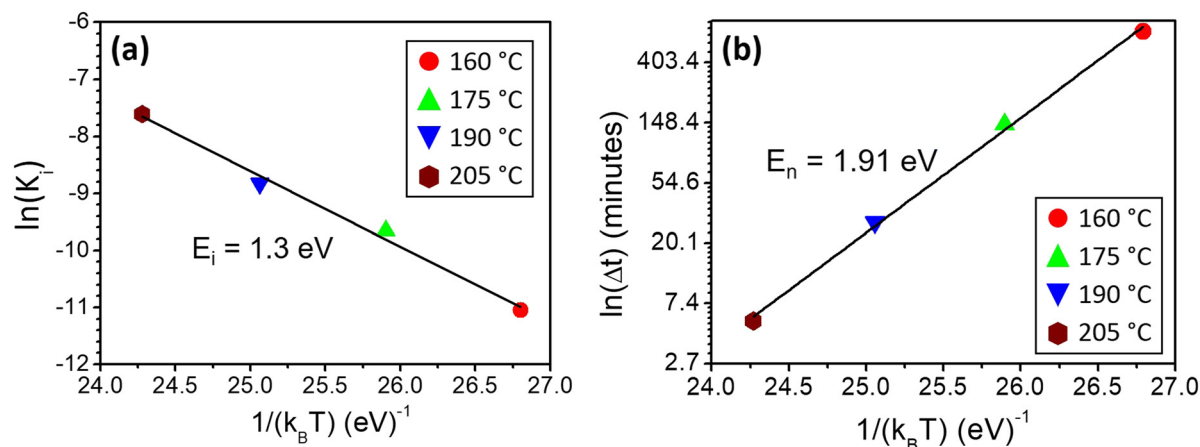 (a)
160 °C
175 °C
190 °C
205 °C
E_i = 1.3 eV
ln(K_i)
-6
-7
-8
-9
-10
-11
-12
24.0 24.5 25.0 25.5 26.0 26.5 27.0
1/(k_BT) (eV)^-1
(b)
E_n = 1.91 eV
160 °C
175 °C
190 °C
205 °C
ln(Δt) (minutes)
403.4
148.4
54.6
20.1
7.4
2.7
24.0 24.5 25.0 25.5 26.0 26.5 27.0
1/(k_BT) (eV)^-1